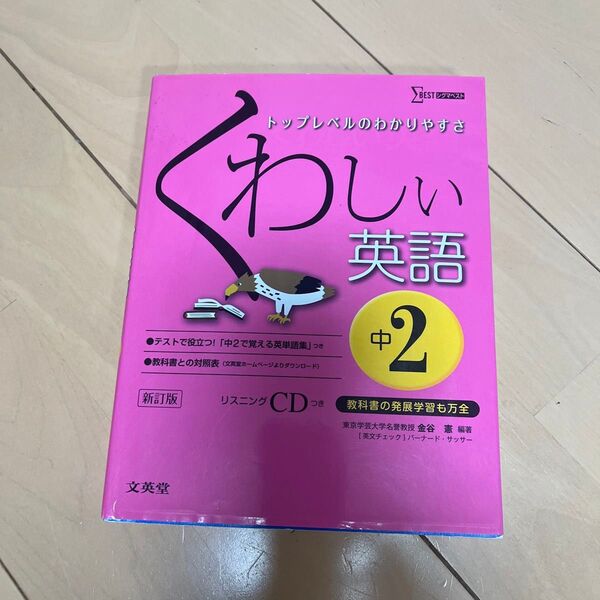 ΣBEST シグマベスト
トップレベルのわかりやすさ
くわしい
英語
中2
●テストで役立つ!「中2で覚える英単語集」つき
●教科書との対照表(文英堂ホームページよりダウンロード)
新訂版
リスニングCDつき
教科書の発展学習も万全
東京学芸大学名誉教授 金谷 憲 編著
[英文チェック]バーナード・サッサー
文英堂